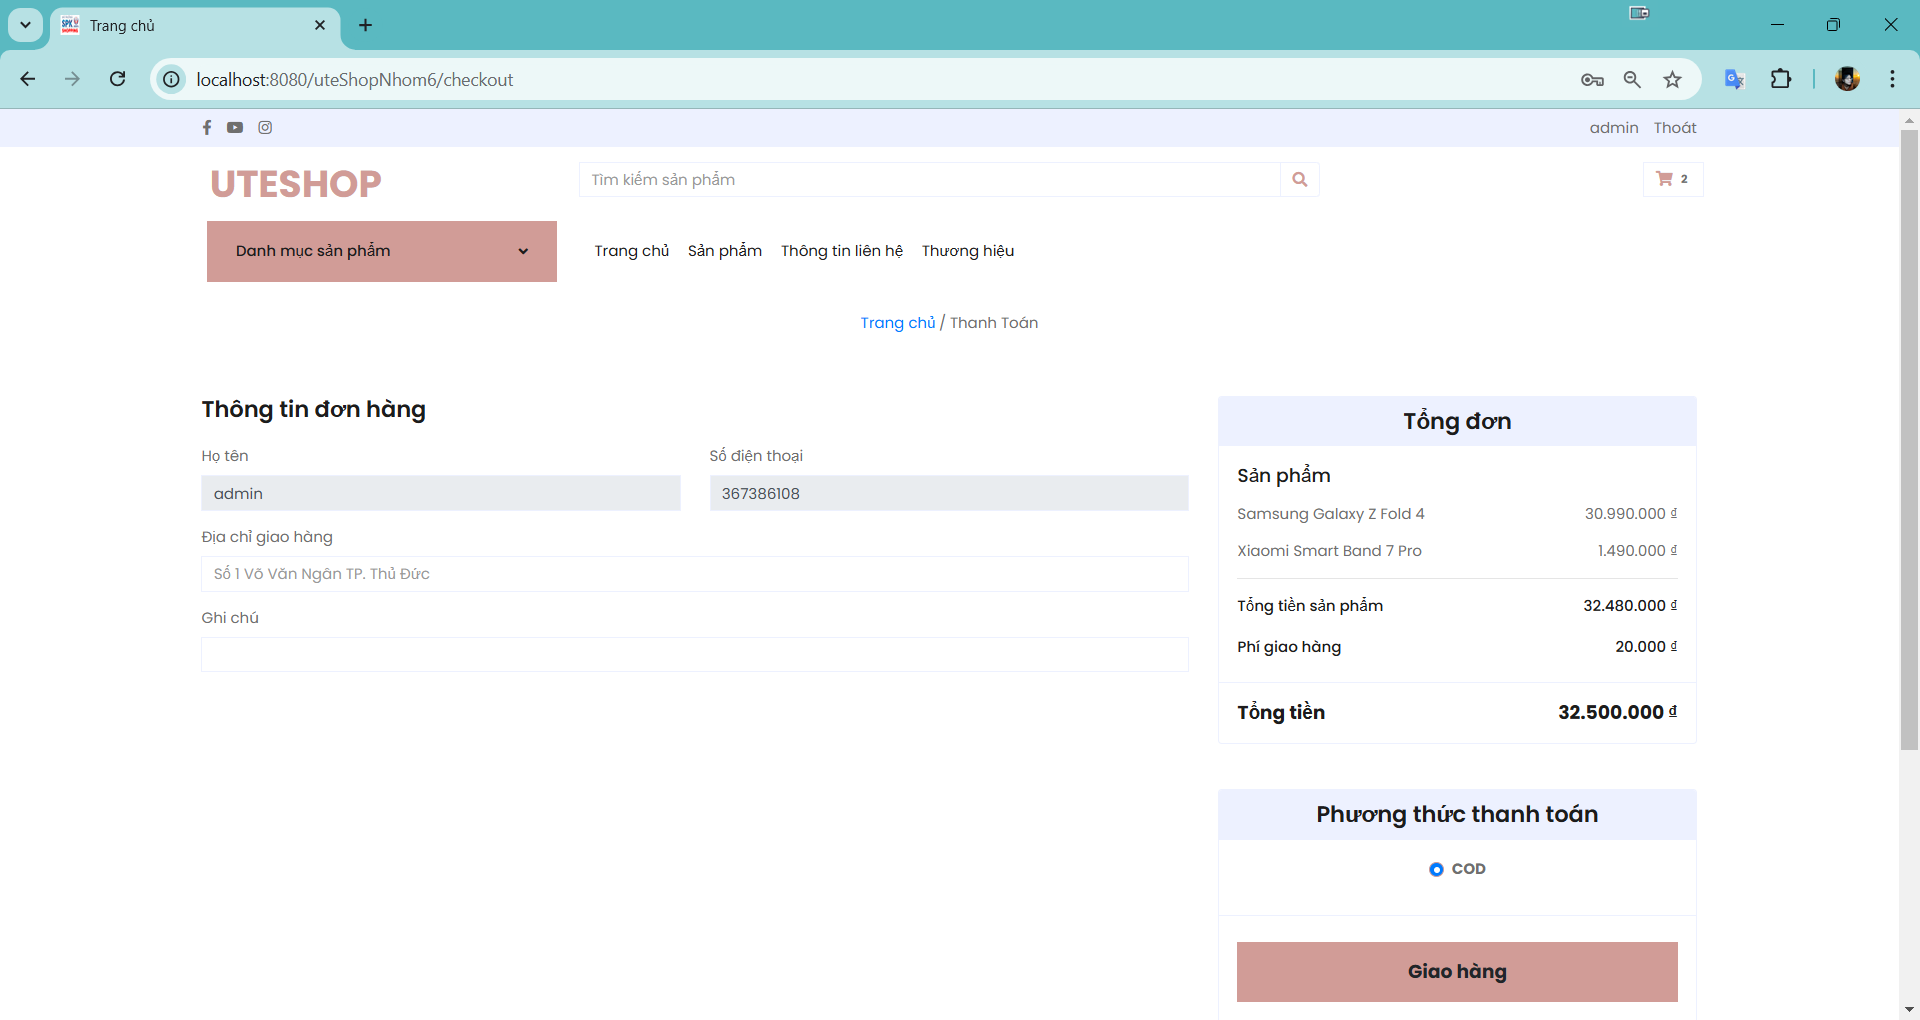 Trang chủ
localhost:8080/uteShopNhom6/checkout
admin Thoát
UTESHOP
Tìm kiếm sản phẩm
2
Danh mục sản phẩm
Trang chủ Sản phẩm Thông tin liên hệ Thương hiệu
Trang chủ / Thanh Toán
Thông tin đơn hàng
Họ tên
Số điện thoại
admin
367386108
Địa chỉ giao hàng
Số 1 Võ Văn Ngân TP. Thủ Đức
Ghi chú
Tổng đơn
Sản phẩm
Samsung Galaxy Z Fold 4 30.990.000 ₫
Xiaomi Smart Band 7 Pro 1.490.000 ₫
Tổng tiền sản phẩm 32.480.000 ₫
Phí giao hàng 20.000 ₫
Tổng tiền 32.500.000 ₫
Phương thức thanh toán
COD
Giao hàng